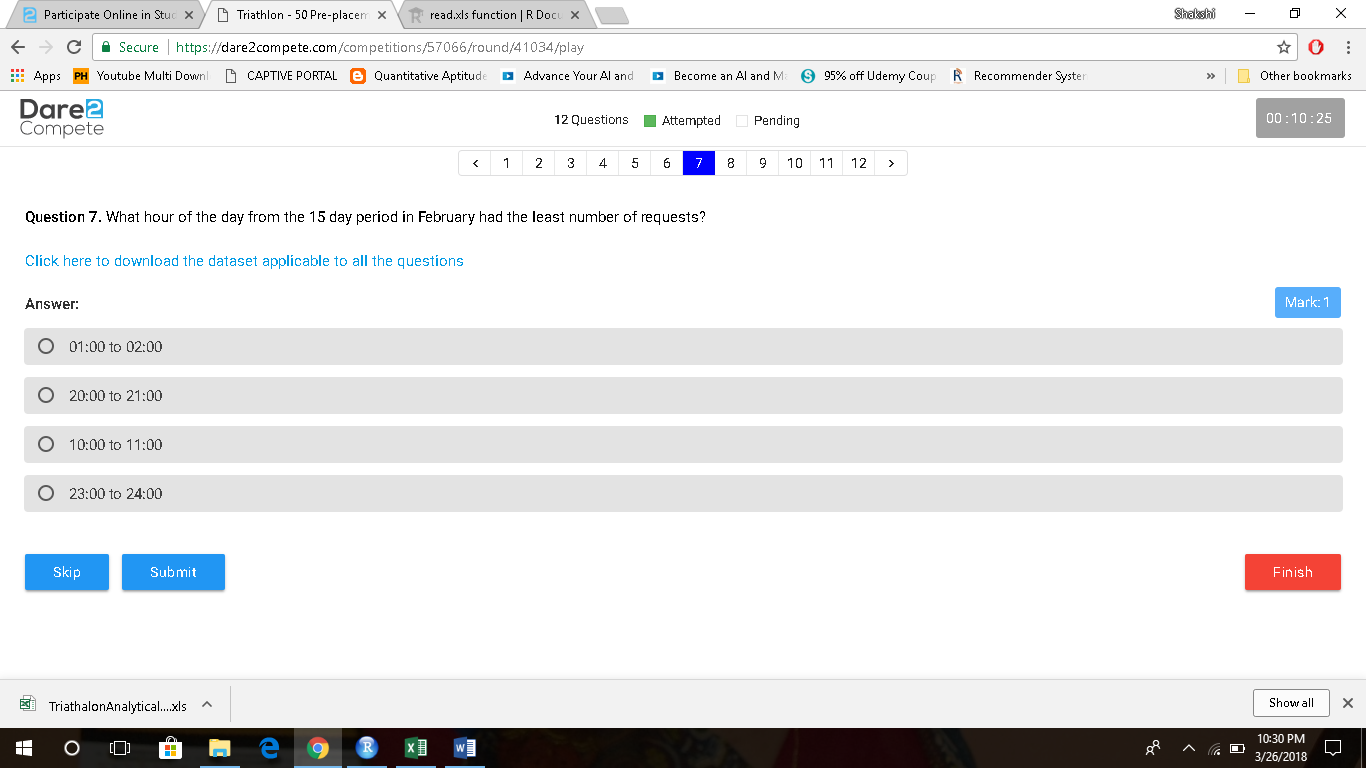 Participate Online in Stud
Triathlon - 50 Pre-placem
read.xls function | R Docu
Shakshi
Secure
https://dare2compete.com/competitions/57066/round/41034/play
Apps
PH Youtube Multi Downl
CAPTIVE PORTAL
Quantitative Aptitude
Advance Your AI and
Become an AI and M
95% off Udemy Coup
Recommender System
»
Other bookmarks
Dare2
Compete
12 Questions
Attempted
Pending
00:10:25
< 1 2 3 4 5 6 7 8 9 10 11 12 >
Question 7. What hour of the day from the 15 day period in February had the least number of requests?
Click here to download the dataset applicable to all the questions
Answer:
Mark: 1
01:00 to 02:00
20:00 to 21:00
10:00 to 11:00
23:00 to 24:00
Skip
Submit
Finish
TriathalonAnalytical....xls
Show all
10:30 PM
3/26/2018